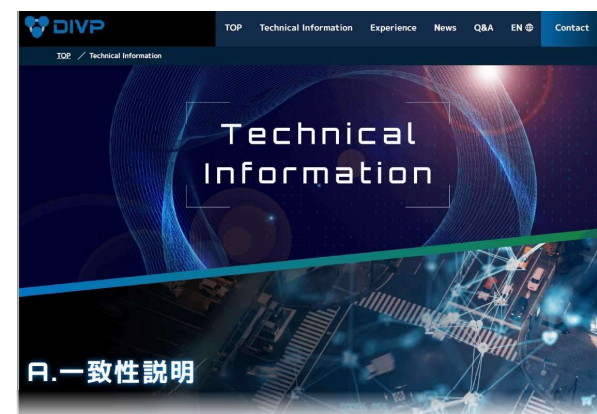 DIVP
TOP Technical Information Experience News Q&A EN Contact
TOP / Technical Information
Technical
Information
A.一致性説明